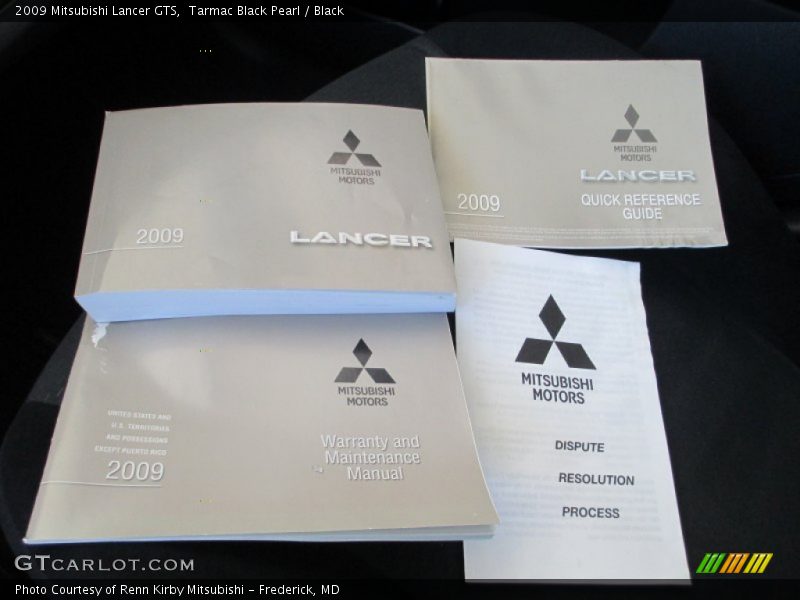 2009 Mitsubishi Lancer GTS, Tarmac Black Pearl / Black
MITSUBISHI
MOTORS
2009
LANCER
MITSUBISHI
MOTORS
LANCER
2009
QUICK REFERENCE
GUIDE
MITSUBISHI
MOTORS
UNITED STATES AND
U.S. TERRITORIES
AND POSSESSIONS
EXCEPT PUERTO RICO
2009
Warranty and
Maintenance
Manual
MITSUBISHI
MOTORS
DISPUTE
RESOLUTION
PROCESS
GTCARLOT.COM
Photo Courtesy of Renn Kirby Mitsubishi - Frederick, MD